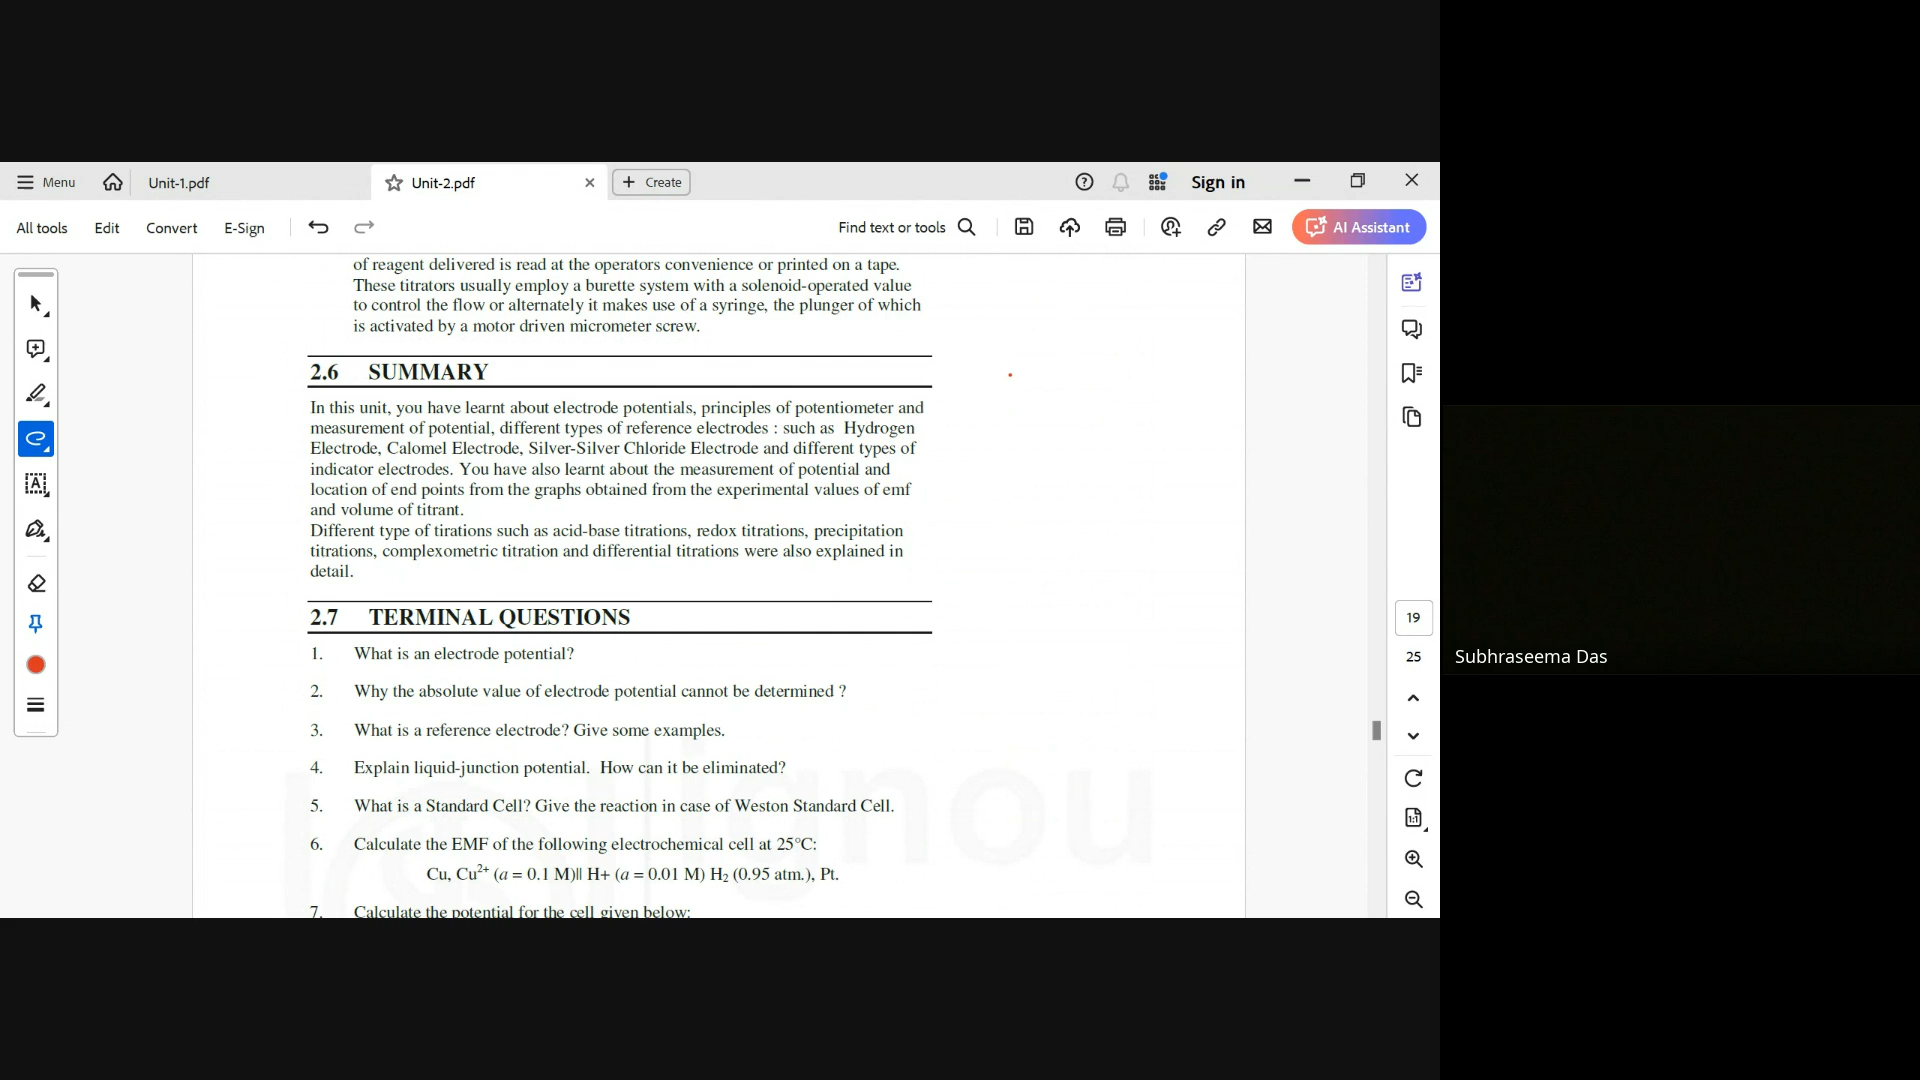 Menu
Unit-1.pdf
Unit-2.pdf
Create
Sign in
All tools
Edit
Convert
E-Sign
Find text or tools
AI Assistant
of reagent delivered is read at the operators convenience or printed on a tape.
These titrators usually employ a burette system with a solenoid-operated value
to control the flow or alternately it makes use of a syringe, the plunger of which
is activated by a motor driven micrometer screw.
2.6 SUMMARY
In this unit, you have learnt about electrode potentials, principles of potentiometer and
measurement of potential, different types of reference electrodes : such as Hydrogen
Electrode, Calomel Electrode, Silver-Silver Chloride Electrode and different types of
indicator electrodes. You have also learnt about the measurement of potential and
location of end points from the graphs obtained from the experimental values of emf
and volume of titrant.
Different type of tirations such as acid-base titrations, redox titrations, precipitation
titrations, complexometric titration and differential titrations were also explained in
detail.
2.7 TERMINAL QUESTIONS
1. What is an electrode potential?
2. Why the absolute value of electrode potential cannot be determined ?
3. What is a reference electrode? Give some examples.
4. Explain liquid-junction potential. How can it be eliminated?
5. What is a Standard Cell? Give the reaction in case of Weston Standard Cell.
6. Calculate the EMF of the following electrochemical cell at 25°C:
Cu, Cu²⁺ (a = 0.1 M)‖ H+ (a = 0.01 M) H₂ (0.95 atm.), Pt.
7. Calculate the potential for the cell given below:
ignou
19
25
Subhraseema Das